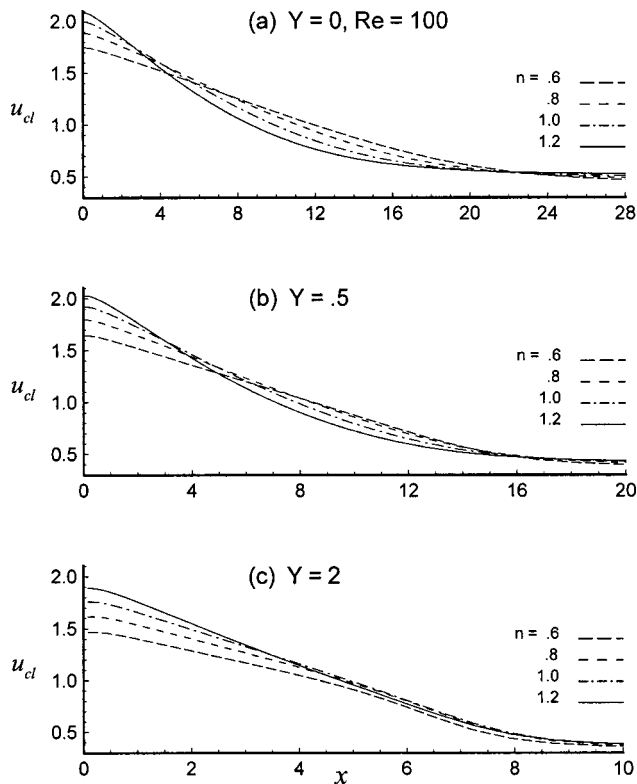 (a) Y = 0, Re = 100
2.0
1.5
1.0
0.5
u_cl
n = .6
.8
1.0
1.2
0 4 8 12 16 20 24 28
(b) Y = .5
2.0
1.5
1.0
0.5
u_cl
n = .6
.8
1.0
1.2
0 4 8 12 16 20
(c) Y = 2
2.0
1.5
1.0
0.5
u_cl
n = .6
.8
1.0
1.2
0 2 4 6 8 10
x